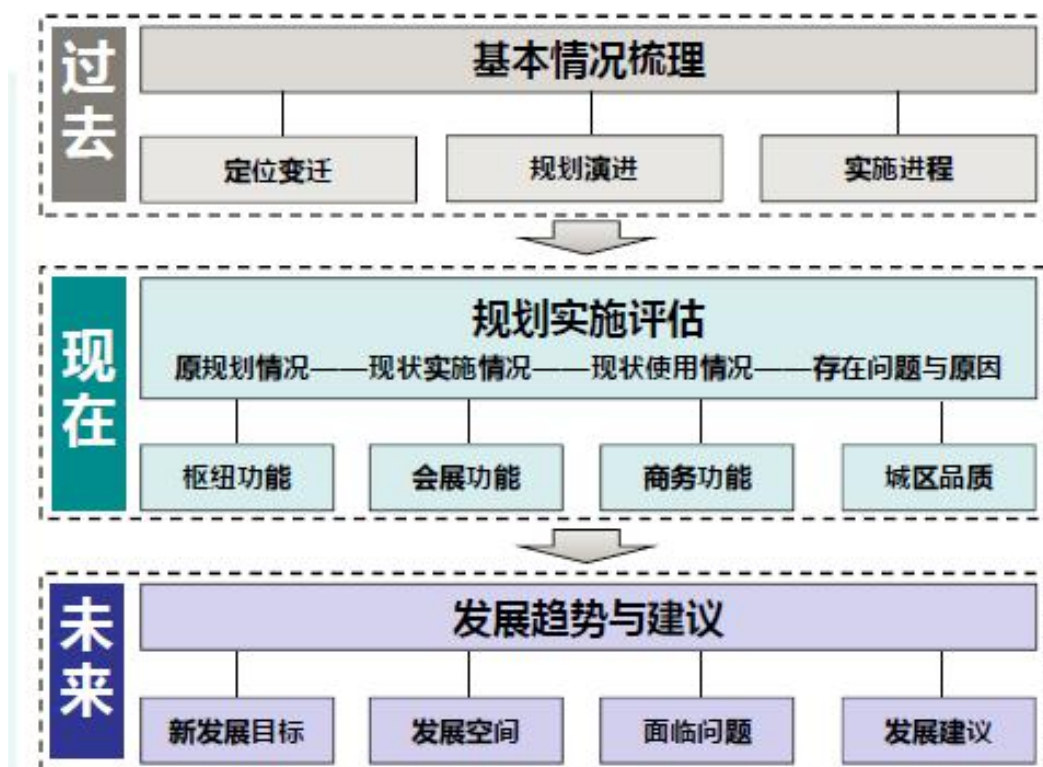 过去
基本情况梳理
定位变迁
规划演进
实施进程
现在
规划实施评估
原规划情况——现状实施情况——现状使用情况——存在问题与原因
枢纽功能
会展功能
商务功能
城区品质
未来
发展趋势与建议
新发展目标
发展空间
面临问题
发展建议